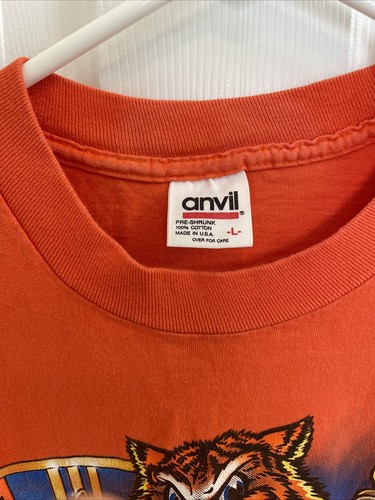 anvil®
PRE-SHRUNK
100% COTTON
MADE IN U.S.A. -L-
OVER FOR CARE